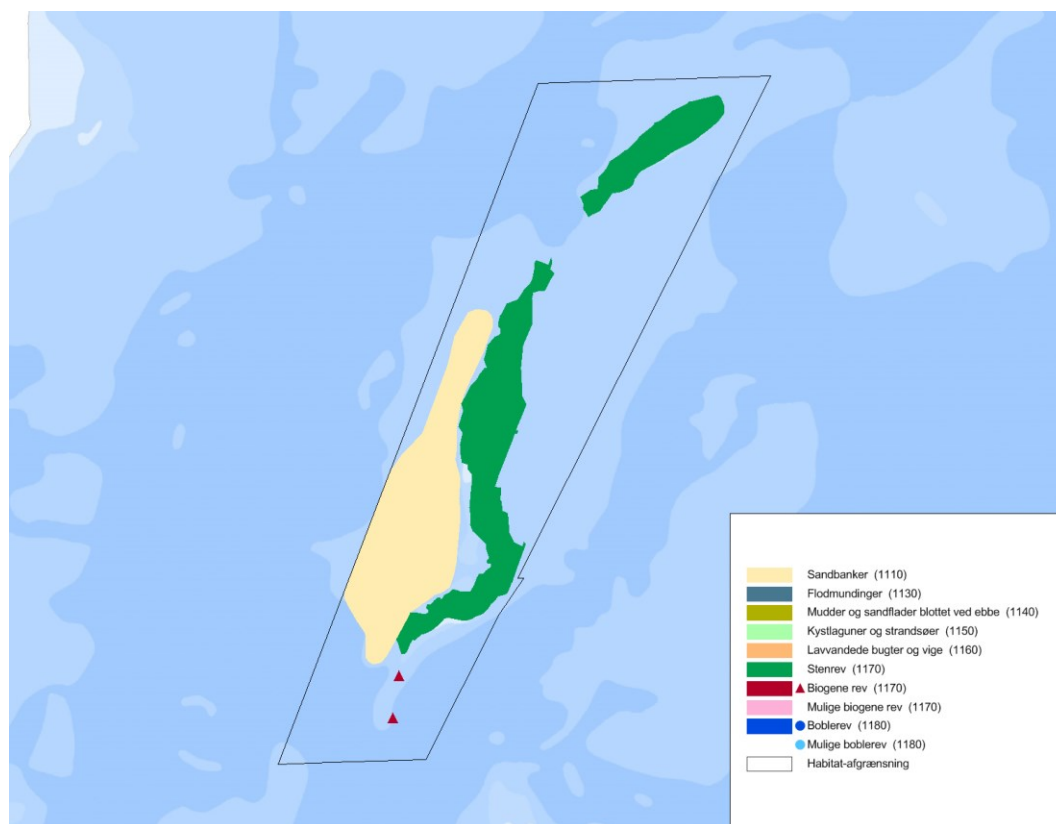 Sandbanker (1110)
Flodmundinger (1130)
Mudder og sandflader blottet ved ebbe (1140)
Kystlaguner og strandsøer (1150)
Lavvandede bugter og vige (1160)
Stenrev (1170)
Biogene rev (1170)
Mulige biogene rev (1170)
Boblerev (1180)
Mulige boblerev (1180)
Habitat-afgrænsning